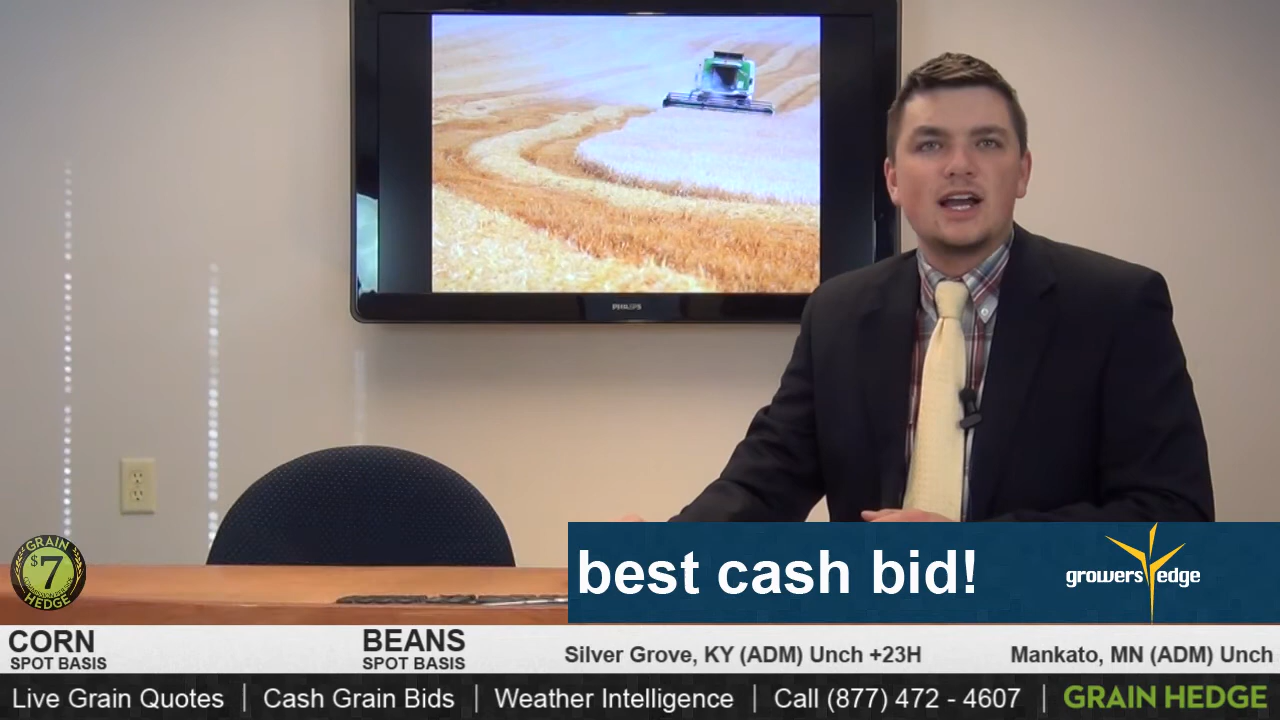 PHILIPS
best cash bid!
growers edge
GRAIN
$7
HEDGE
CORN
SPOT BASIS
BEANS
SPOT BASIS
Silver Grove, KY (ADM) Unch +23H
Mankato, MN (ADM) Unch
Live Grain Quotes | Cash Grain Bids | Weather Intelligence | Call (877) 472 - 4607 | GRAIN HEDGE